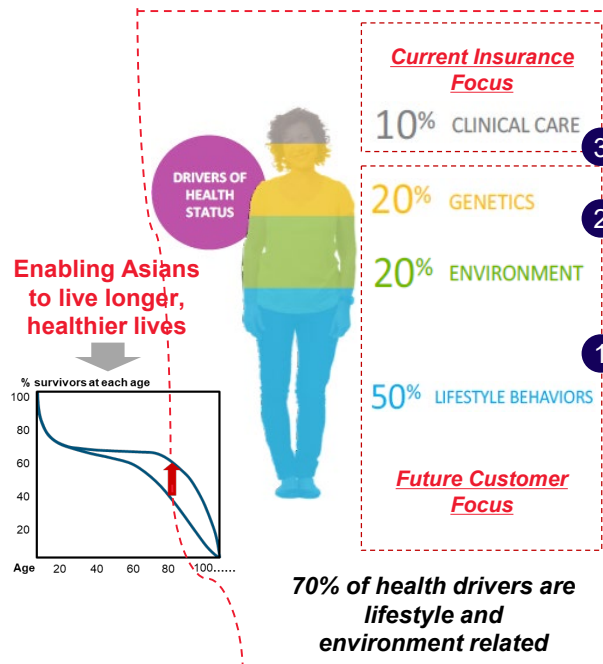 Current Insurance
Focus
10% CLINICAL CARE
3
DRIVERS OF
HEALTH
STATUS
20% GENETICS
2
20% ENVIRONMENT
Enabling Asians
to live longer,
healthier lives
1
50% LIFESTYLE BEHAVIORS
% survivors at each age
100
80
60
40
20
Age 20 40 60 80 100......
Future Customer
Focus
70% of health drivers are
lifestyle and
environment related